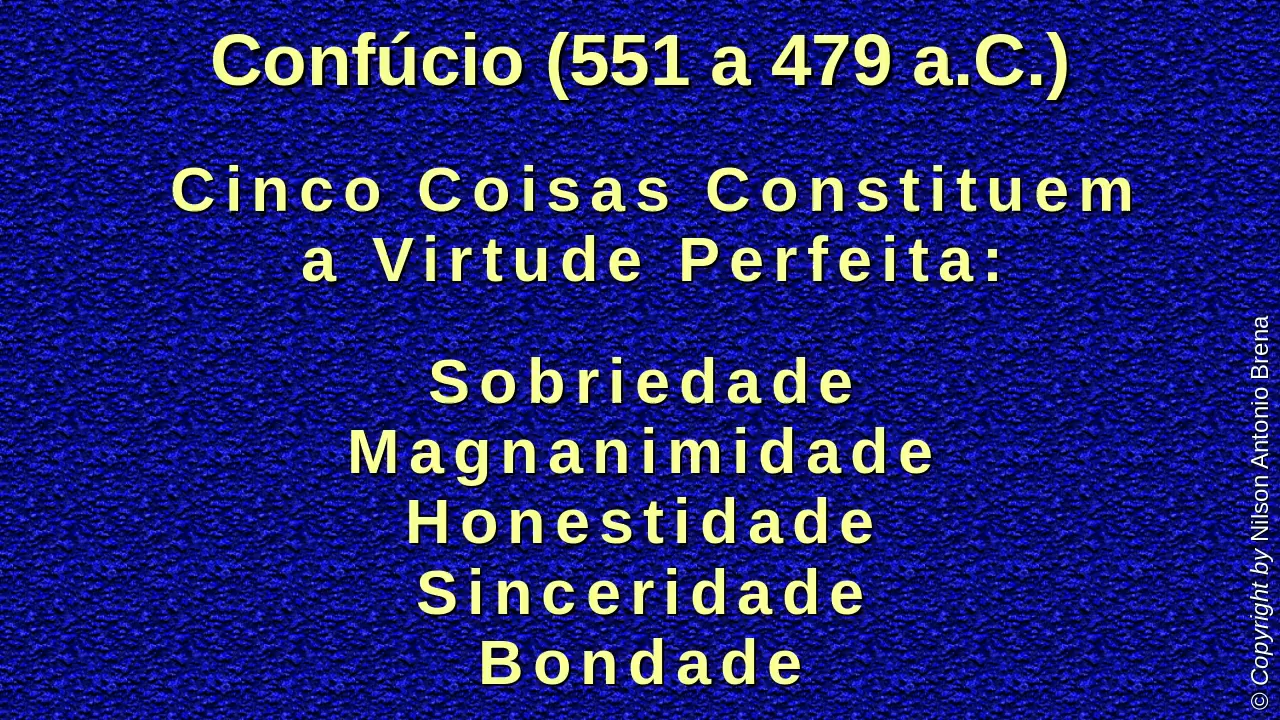 Confúcio (551 a 479 a.C.)
Cinco Coisas Constituem
a Virtude Perfeita:
Sobriedade
Magnanimidade
Honestidade
Sinceridade
Bondade
© Copyright by Nilson Antonio Brena